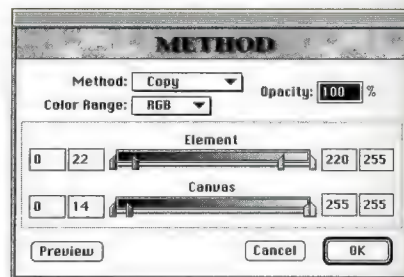 METHOD
Method: Copy
Opacity: 100 %
Color Range: RGB
Element
0 22 220 255
Canvas
0 14 255 255
Preview Cancel OK